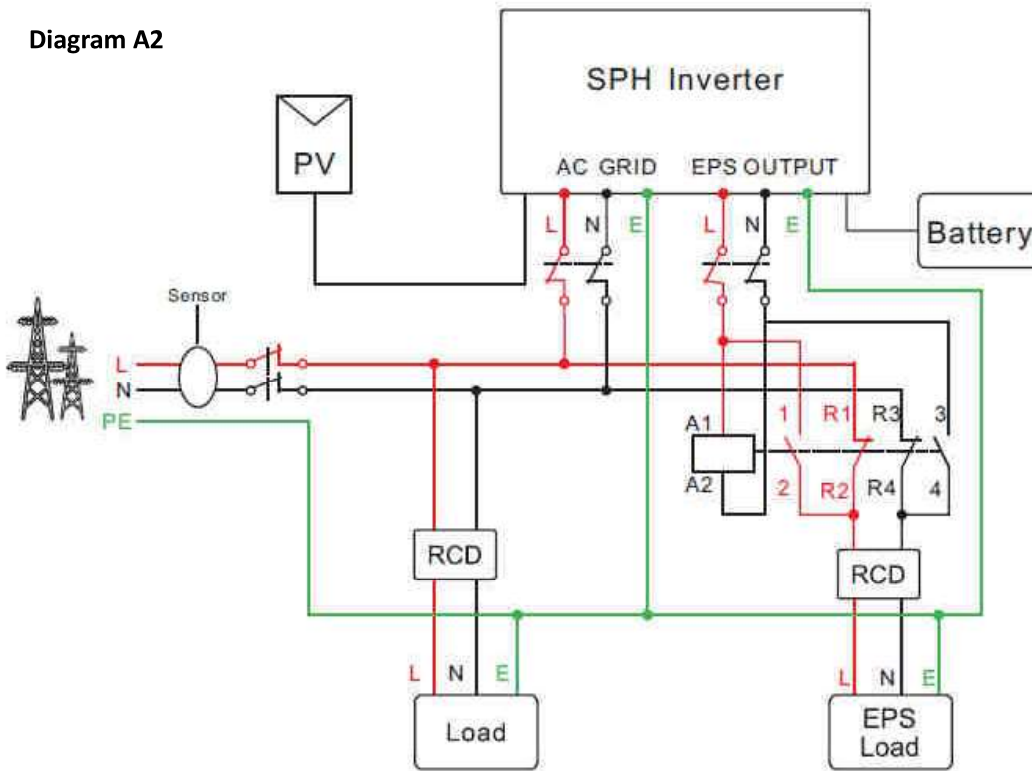 Diagram A2
SPH Inverter
PV
AC GRID
EPS OUTPUT
L
N
E
L
N
E
Battery
Sensor
L
N
PE
A1
1
R1
R3
3
A2
2
R2
R4
4
RCD
RCD
L
N
E
L
N
E
Load
EPS
Load